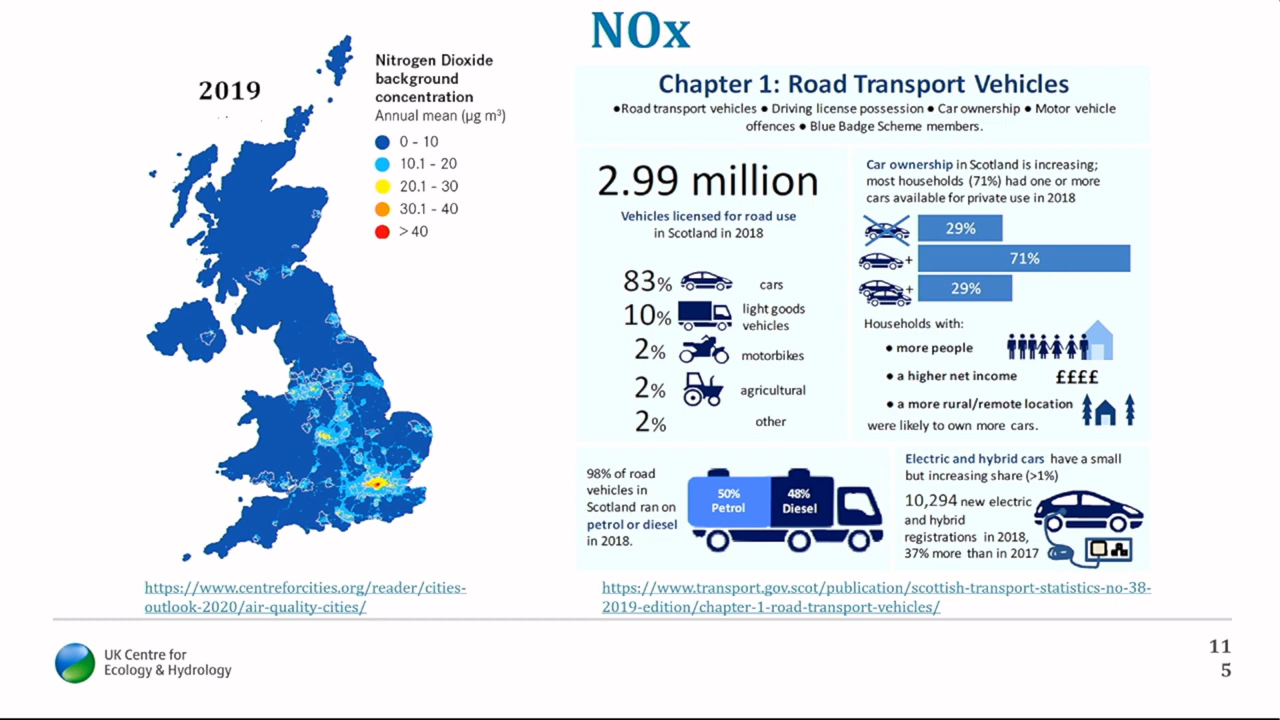 NOx
2019
Nitrogen Dioxide
background
concentration
Annual mean (µg m³)
0 - 10
10.1 - 20
20.1 - 30
30.1 - 40
> 40
https://www.centreforcities.org/reader/cities-
outlook-2020/air-quality-cities/
Chapter 1: Road Transport Vehicles
●Road transport vehicles ● Driving license possession ● Car ownership ● Motor vehicle
offences ● Blue Badge Scheme members.
2.99 million
Vehicles licensed for road use
in Scotland in 2018
83% cars
10% light goods
vehicles
2% motorbikes
2% agricultural
2% other
Car ownership in Scotland is increasing;
most households (71%) had one or more
cars available for private use in 2018
29%
+ 71%
+ 29%
Households with:
● more people
● a higher net income ££££
● a more rural/remote location
were likely to own more cars.
98% of road
vehicles in
Scotland ran on
petrol or diesel
in 2018.
50% 48%
Petrol Diesel
Electric and hybrid cars have a small
but increasing share (>1%)
10,294 new electric
and hybrid
registrations in 2018,
37% more than in 2017
https://www.transport.gov.scot/publication/scottish-transport-statistics-no-38-
2019-edition/chapter-1-road-transport-vehicles/
UK Centre for
Ecology & Hydrology
11
5